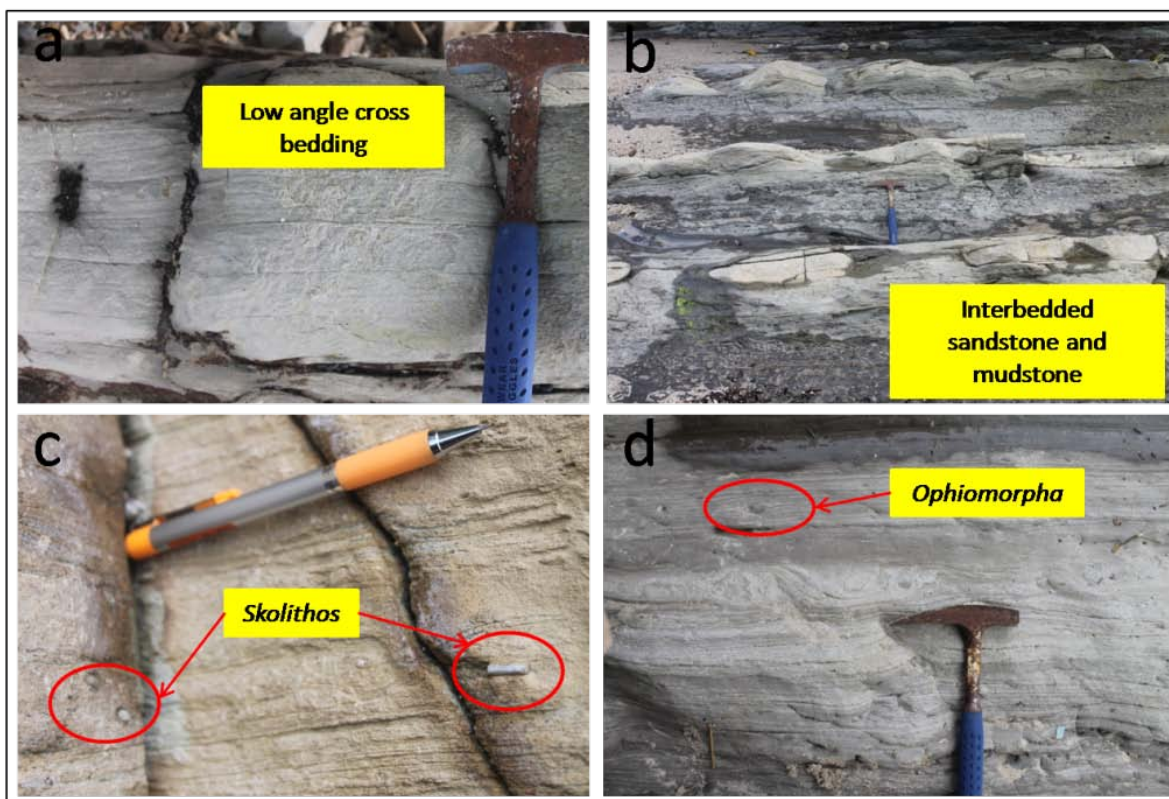 a
Low angle cross
bedding
b
Interbedded
sandstone and
mudstone
c
Skolithos
d
Ophiomorpha